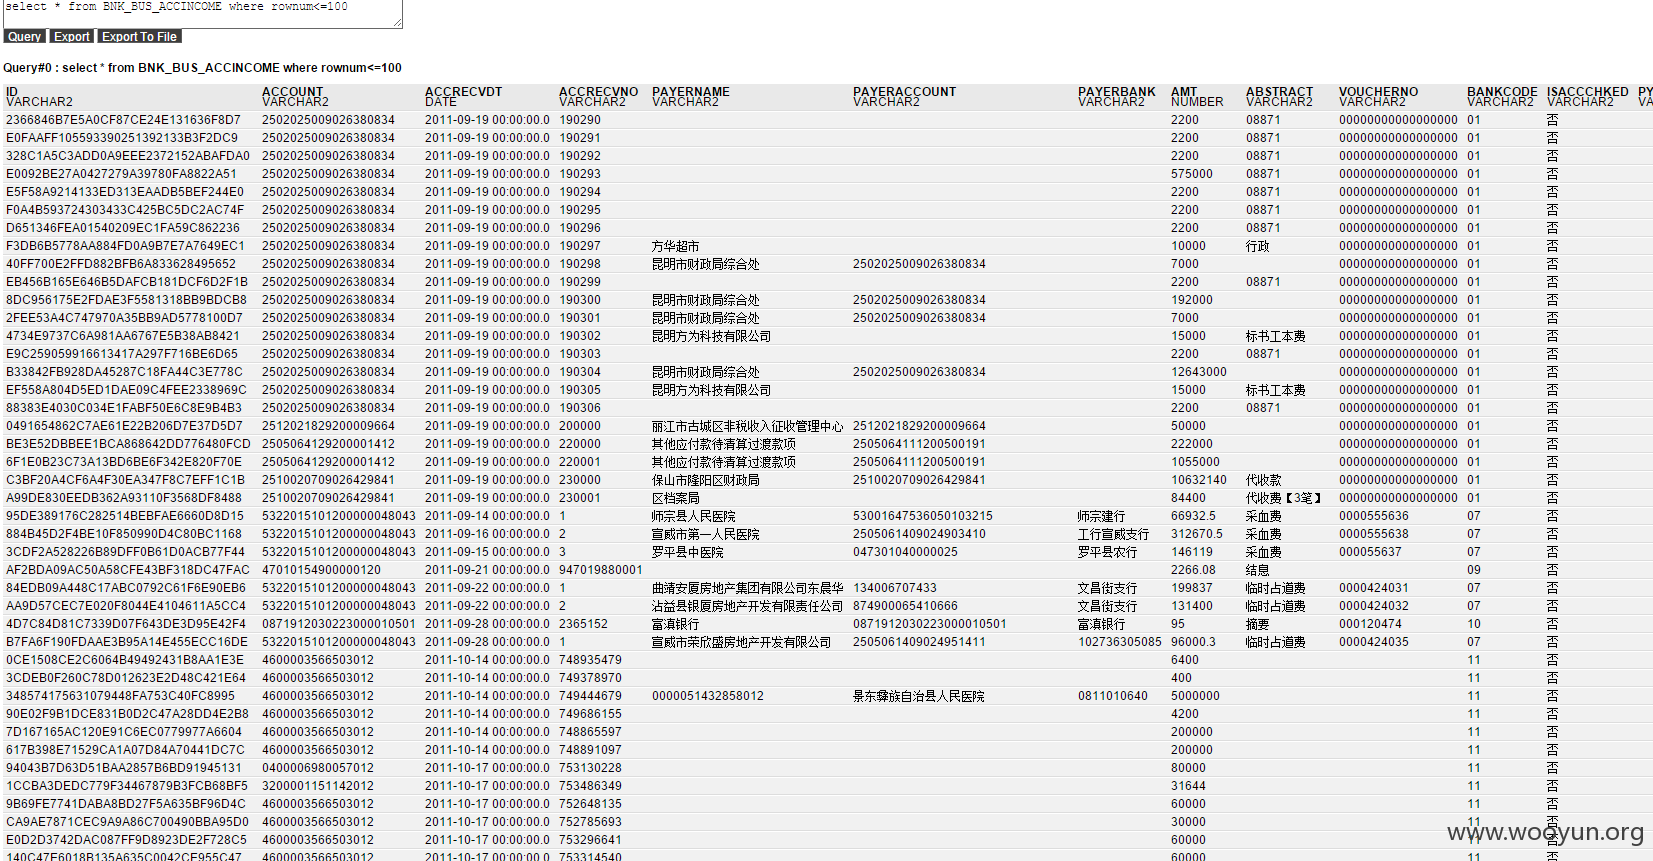 select * from BNK_BUS_ACCINCOME where rownum<=100
Query Export Export To File
Query#0 : select * from BNK_BUS_ACCINCOME where rownum<=100
ID ACCOUNT ACCRECVDT ACCRECVNO PAYERNAME PAYERACCOUNT PAYERBANK AMT ABSTRACT VOUCHERNO BANKCODE ISACCCHKED PY
VARCHAR2 VARCHAR2 DATE VARCHAR2 VARCHAR2 VARCHAR2 VARCHAR2 NUMBER VARCHAR2 VARCHAR2 VARCHAR2 VARCHAR2 VAR
2366846B7E5A0CF87CE24E131636F8D7 2502025009026380834 2011-09-19 00:00:00.0 190290 2200 08871 00000000000000000 01 否
E0FAAFF105593390251392133B3F2DC9 2502025009026380834 2011-09-19 00:00:00.0 190291 2200 08871 00000000000000000 01 否
328C1A5C3ADD0A9EEE2372152ABAFDA0 2502025009026380834 2011-09-19 00:00:00.0 190292 2200 08871 00000000000000000 01 否
E0092BE27A0427279A39780FA8822A51 2502025009026380834 2011-09-19 00:00:00.0 190293 575000 08871 00000000000000000 01 否
E5F58A9214133ED313EAADB5BEF244E0 2502025009026380834 2011-09-19 00:00:00.0 190294 2200 08871 00000000000000000 01 否
F0A4B593724303433C425BC5DC2AC74F 2502025009026380834 2011-09-19 00:00:00.0 190295 2200 08871 00000000000000000 01 否
D651346FEA01540209EC1FA59C862236 2502025009026380834 2011-09-19 00:00:00.0 190296 2200 08871 00000000000000000 01 否
F3DB6B5778AA884FD0A9B7E7A7649EC1 2502025009026380834 2011-09-19 00:00:00.0 190297 方华超市 10000 行政 00000000000000000 01 否
40FF700E2FFD882BFB6A833628495652 2502025009026380834 2011-09-19 00:00:00.0 190298 昆明市财政局综合处 2502025009026380834 7000 00000000000000000 01 否
EB456B165E646B5DAFCB181DCF6D2F1B 2502025009026380834 2011-09-19 00:00:00.0 190299 2200 08871 00000000000000000 01 否
8DC956175E2FDAE3F5581318BB9BDCB8 2502025009026380834 2011-09-19 00:00:00.0 190300 昆明市财政局综合处 2502025009026380834 192000 00000000000000000 01 否
2FEE53A4C747970A35BB9AD5778100D7 2502025009026380834 2011-09-19 00:00:00.0 190301 昆明市财政局综合处 2502025009026380834 7000 00000000000000000 01 否
4734E9737C6A981AA6767E5B38AB8421 2502025009026380834 2011-09-19 00:00:00.0 190302 昆明方为科技有限公司 15000 标书工本费 00000000000000000 01 否
E9C259059916613417A297F716BE6D65 2502025009026380834 2011-09-19 00:00:00.0 190303 2200 08871 00000000000000000 01 否
B33842FB928DA45287C18FA44C3E778C 2502025009026380834 2011-09-19 00:00:00.0 190304 昆明市财政局综合处 2502025009026380834 12643000 00000000000000000 01 否
EF558A804D5ED1DAE09C4FEE2338969C 2502025009026380834 2011-09-19 00:00:00.0 190305 昆明方为科技有限公司 15000 标书工本费 00000000000000000 01 否
88383E4030C034E1FABF50E6C8E9B4B3 2502025009026380834 2011-09-19 00:00:00.0 190306 2200 08871 00000000000000000 01 否
0491654862C7AE61E22B206D7E37D5D7 2512021829200009664 2011-09-19 00:00:00.0 200000 丽江市古城区非税收入征收管理中心 2512021829200009664 50000 00000000000000000 01 否
BE3E52DBBEE1BCA868642DD776480FCD 2505064129200001412 2011-09-19 00:00:00.0 220000 其他应付款待清算过渡款项 2505064111200500191 222000 00000000000000000 01 否
6F1E0B23C73A13BD6BE6F342E820F70E 2505064129200001412 2011-09-19 00:00:00.0 220001 其他应付款待清算过渡款项 2505064111200500191 1055000 00000000000000000 01 否
C3BF20A4CF6A4F30EA347F8C7EFF1C1B 2510020709026429841 2011-09-19 00:00:00.0 230000 保山市隆阳区财政局 2510020709026429841 10632140 代收款 00000000000000000 01 否
A99DE830EEDB362A93110F3568DF8488 2510020709026429841 2011-09-19 00:00:00.0 230001 区档案局 84400 代收费【3笔】 00000000000000000 01 否
95DE389176C282514BEBFAE6660D8D15 53220151012000000​48043 2011-09-14 00:00:00.0 1 师宗县人民医院 53001647536050103215 师宗建行 66932.5 采血费 0000555636 07 否
884B45D2F4BE10F850990D4C80BC1168 5322015101200000048043 2011-09-16 00:00:00.0 2 宣威市第一人民医院 2505061409024903410 工行宣威支行 312670.5 采血费 0000555638 07 否
3CDF2A528226B89DFF0B61D0ACB77F44 5322015101200000048043 2011-09-15 00:00:00.0 3 罗平县中医院 047301040000025 罗平县农行 146119 采血费 000055637 07 否
AF2BDA09AC50A58CFE43BF318DC47FAC 47010154900000120 2011-09-21 00:00:00.0 947019880001 2266.08 结息 09 否
84EDB09A448C17ABC0792C61F6E90EB6 5322015101200000048043 2011-09-22 00:00:00.0 1 曲靖安厦房地产集团有限公司东晨华 134006707433 文昌街支行 199837 临时占道费 0000424031 07 否
AA9D57CEC7E020F8044E4104611A5CC4 5322015101200000048043 2011-09-22 00:00:00.0 2 沾益县银厦房地产开发有限责任公司 874900065410666 文昌街支行 131400 临时占道费 0000424032 07 否
4D7C84D81C7339D07F643DE3D95E42F4 0871912030223000010501 2011-09-28 00:00:00.0 2365152 富滇银行 0871912030223000010501 富滇银行 95 摘要 000120474 10 否
B7FA6F190FDAAE3B95A14E455ECC16DE 5322015101200000048043 2011-09-28 00:00:00.0 1 宣威市荣欣盛房地产开发有限公司 2505061409024951411 102736305085 96000.3 临时占道费 0000424035 07 否
0CE1508CE2C6064B49492431B8AA1E3E 4600003566503012 2011-10-14 00:00:00.0 748935479 6400 11 否
3CDEB0F260C78D012623E2D48C421E64 4600003566503012 2011-10-14 00:00:00.0 749378970 400 11 否
348574175631079448FA753C40FC8995 4600003566503012 2011-10-14 00:00:00.0 749444679 0000051432858012 景东彝族自治县人民医院 0811010640 5000000 11 否
90E02F9B1DCE831B0D2C47A28DD4E2B8 4600003566503012 2011-10-14 00:00:00.0 749686155 4200 11 否
7D167165AC120E91C6EC0779977A6604 4600003566503012 2011-10-14 00:00:00.0 748865597 200000 11 否
617B398E71529CA1A07D84A70441DC7C 4600003566503012 2011-10-14 00:00:00.0 748891097 200000 11 否
94043B7D63D51BAA2857B6BD91945131 0400006980057012 2011-10-17 00:00:00.0 753130228 80000 11 否
1CCBA3DEDC779F34467879B3FCB68BF5 3200001151142012 2011-10-17 00:00:00.0 753486349 31644 11 否
9B69FE7741DABA8BD27F5A635BF96D4C 4600003566503012 2011-10-17 00:00:00.0 752648135 60000 11 否
CA9AE7871CEC9A9A86C700490BBA95D0 4600003566503012 2011-10-17 00:00:00.0 752785693 30000 11 否
E0D2D3742DAC087FF9D8923DE2F728C5 4600003566503012 2011-10-17 00:00:00.0 753296641 60000 11 否
140C47E6018B135A635C0042CE955C47 4600003566503012 2011-10-17 00:00:00.0 753314540 60000 11 否
www.wooyun.org